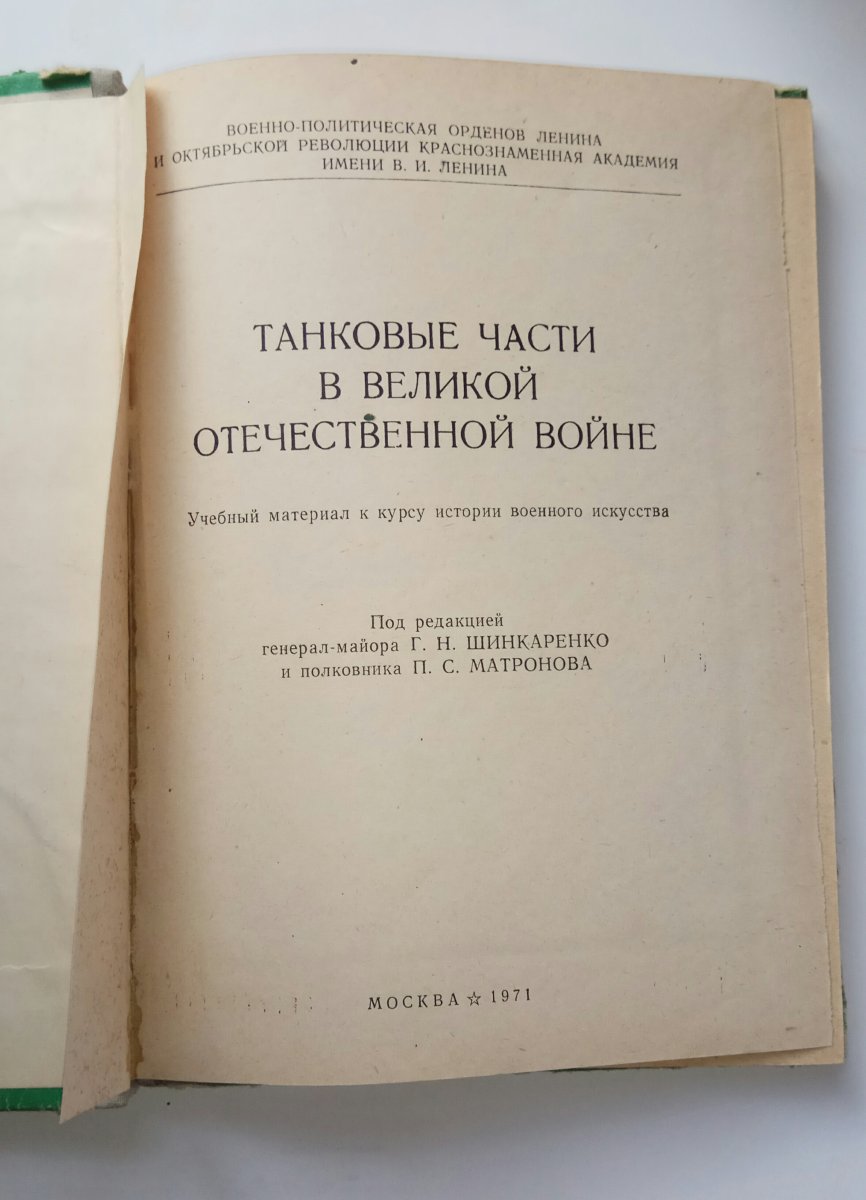 ВОЕННО-ПОЛИТИЧЕСКАЯ ОРДЕНОВ ЛЕНИНА
И ОКТЯБРЬСКОЙ РЕВОЛЮЦИИ КРАСНОЗНАМЕННАЯ АКАДЕМИЯ
ИМЕНИ В. И. ЛЕНИНА
ТАНКОВЫЕ ЧАСТИ
В ВЕЛИКОЙ
ОТЕЧЕСТВЕННОЙ ВОЙНЕ
Учебный материал к курсу истории военного искусства
Под редакцией
генерал-майора Г. Н. ШИНКАРЕНКО
и полковника П. С. МАТРОНОВА
МОСКВА ☆ 1971